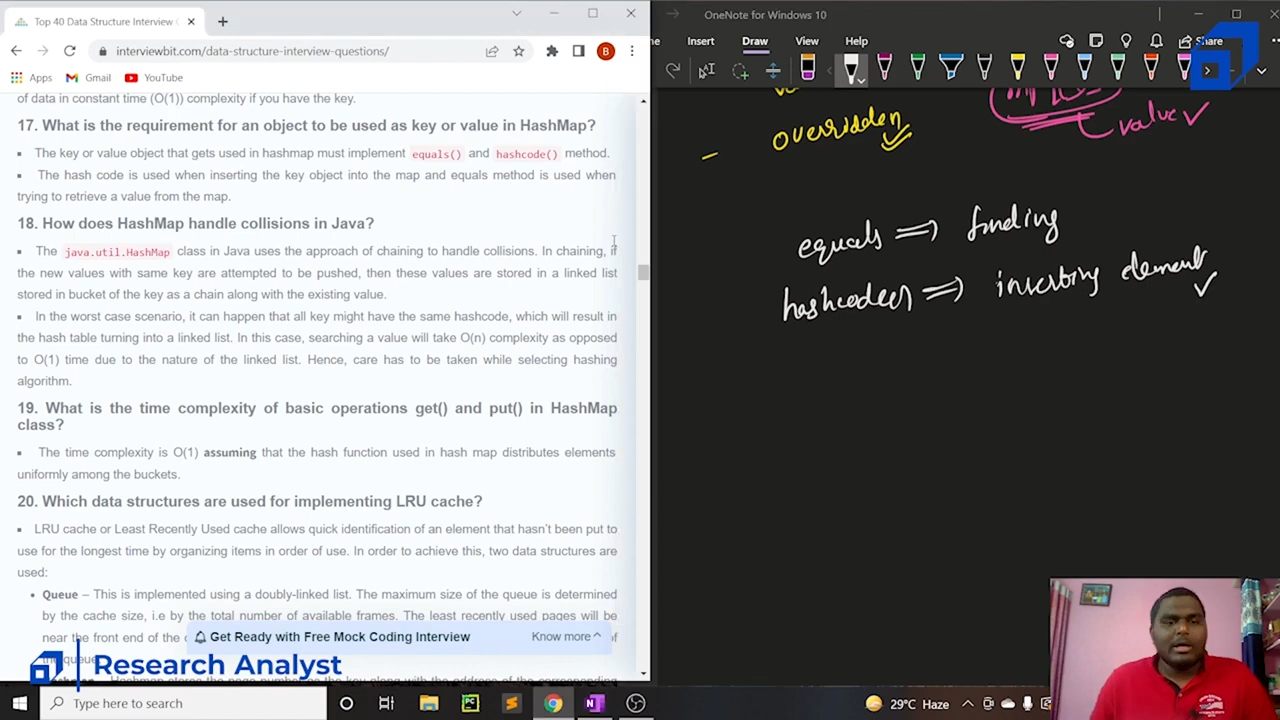 Top 40 Data Structure Interview
interviewbit.com/data-structure-interview-questions/
B
Apps
Gmail
YouTube
of data in constant time (O(1)) complexity if you have the key.
17. What is the requirement for an object to be used as key or value in HashMap?
The key or value object that gets used in hashmap must implement equals() and hashcode() method.
The hash code is used when inserting the key object into the map and equals method is used when
trying to retrieve a value from the map.
18. How does HashMap handle collisions in Java?
The java.util.HashMap class in Java uses the approach of chaining to handle collisions. In chaining, if
the new values with same key are attempted to be pushed, then these values are stored in a linked list
stored in bucket of the key as a chain along with the existing value.
In the worst case scenario, it can happen that all key might have the same hashcode, which will result in
the hash table turning into a linked list. In this case, searching a value will take O(n) complexity as opposed
to O(1) time due to the nature of the linked list. Hence, care has to be taken while selecting hashing
algorithm.
19. What is the time complexity of basic operations get() and put() in HashMap
class?
The time complexity is O(1) assuming that the hash function used in hash map distributes elements
uniformly among the buckets.
20. Which data structures are used for implementing LRU cache?
LRU cache or Least Recently Used cache allows quick identification of an element that hasn't been put to
use for the longest time by organizing items in order of use. In order to achieve this, two data structures are
used:
Queue – This is implemented using a doubly-linked list. The maximum size of the queue is determined
by the cache size, i.e by the total number of available frames. The least recently used pages will be
near the front end of the
Get Ready with Free Mock Coding Interview
Know more
Research Analyst
OneNote for Windows 10
Insert
Draw
View
Help
Share
overridden
value
equals => finding
=> inserting element
Type here to search
29°C Haze